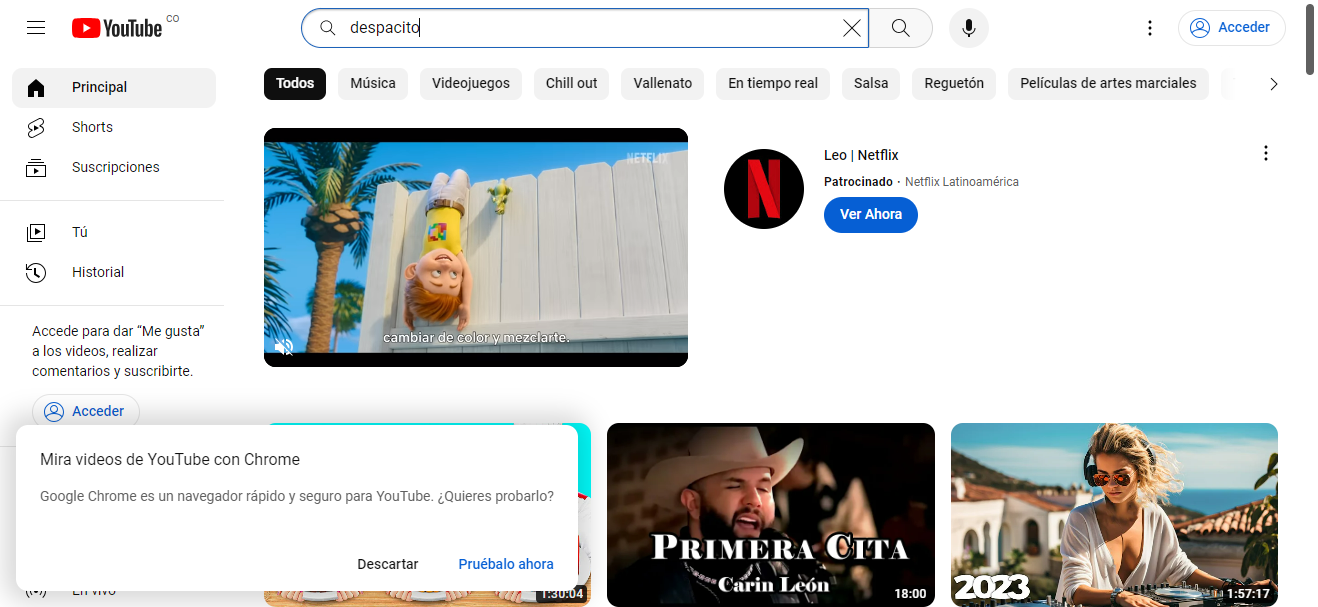 YouTube CO
despacito
Acceder
Principal
Shorts
Suscripciones
Tú
Historial
Accede para dar “Me gusta”
a los videos, realizar
comentarios y suscribirte.
Acceder
Todos
Música
Videojuegos
Chill out
Vallenato
En tiempo real
Salsa
Reguetón
Películas de artes marciales
NETFLIX
cambiar de color y mezclarte.
Leo | Netflix
Patrocinado · Netflix Latinoamérica
Ver Ahora
Mira videos de YouTube con Chrome
Google Chrome es un navegador rápido y seguro para YouTube. ¿Quieres probarlo?
Descartar
Pruébalo ahora
En vivo
1:30:04
PRIMERA CITA
Carin León
18:00
2023
1:57:17